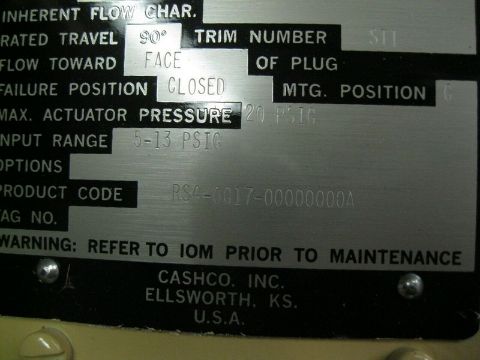 INHERENT FLOW CHAR.
RATED TRAVEL 90° TRIM NUMBER ST1
FLOW TOWARD FACE OF PLUG
FAILURE POSITION CLOSED MTG. POSITION
MAX. ACTUATOR PRESSURE 20 PSIG
INPUT RANGE 5-13 PSIG
OPTIONS
PRODUCT CODE
TAG NO.
WARNING: REFER TO IOM PRIOR TO MAINTENANCE
CASHCO. INC.
ELLSWORTH, KS.
U.S.A.